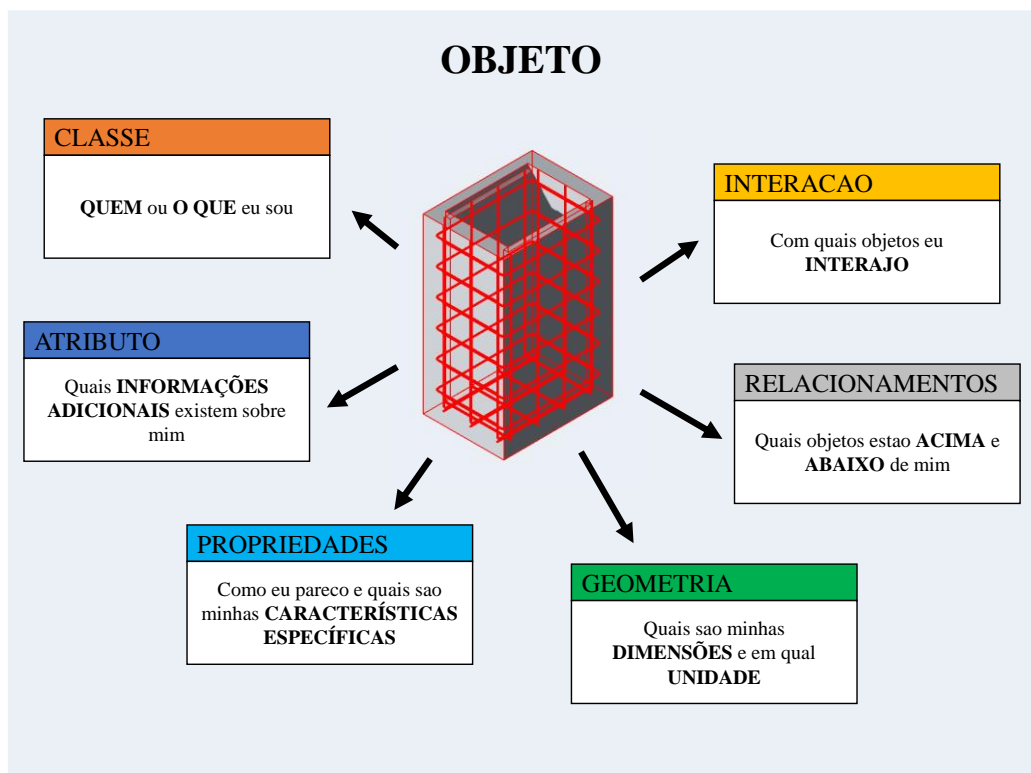 OBJETO
CLASSE
QUEM ou O QUE eu sou
INTERACAO
Com quais objetos eu
INTERAJO
ATRIBUTO
Quais INFORMAÇÕES
ADICIONAIS existem sobre
mim
RELACIONAMENTOS
Quais objetos estao ACIMA e
ABAIXO de mim
PROPRIEDADES
Como eu pareco e quais sao
minhas CARACTERÍSTICAS
ESPECÍFICAS
GEOMETRIA
Quais sao minhas
DIMENSÕES e em qual
UNIDADE